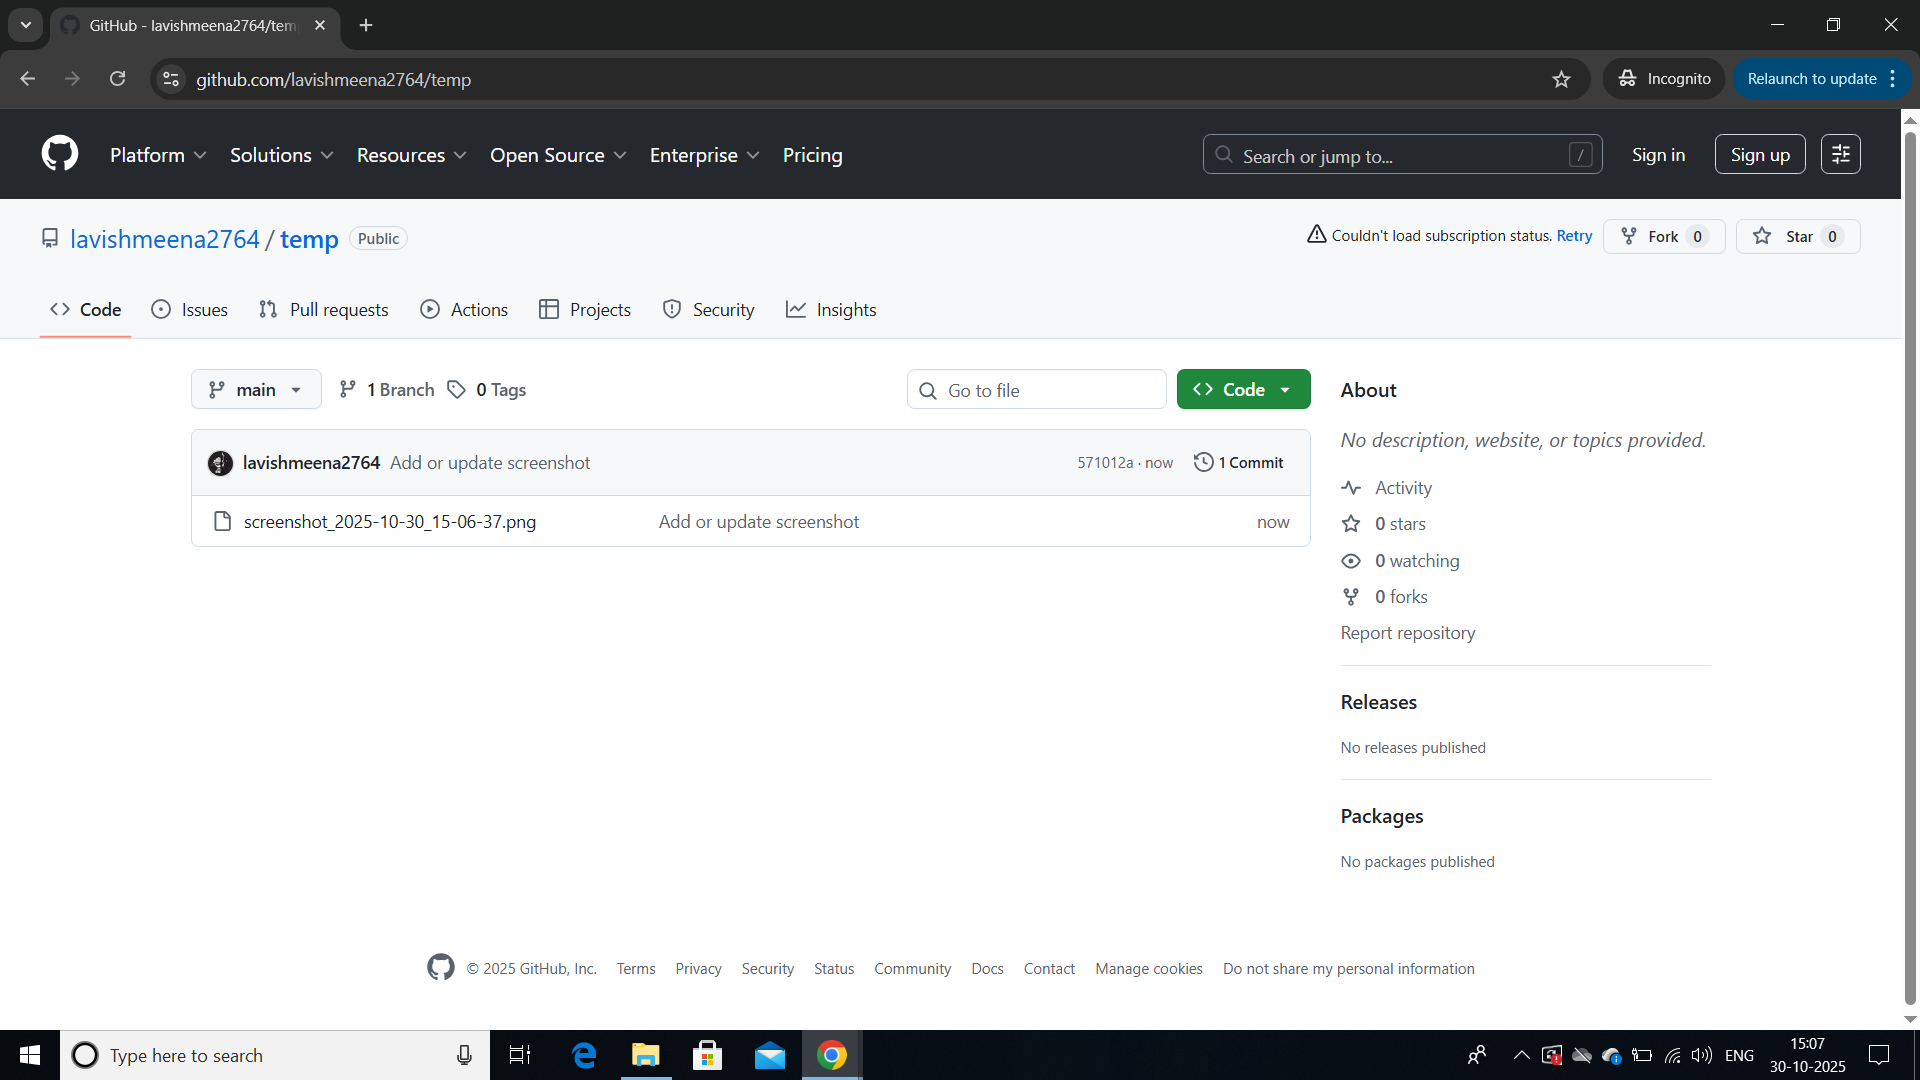 GitHub - lavishmeena2764/tem
github.com/lavishmeena2764/temp
Incognito
Relaunch to update
Platform
Solutions
Resources
Open Source
Enterprise
Pricing
Search or jump to...
/
Sign in
Sign up
lavishmeena2764 / temp
Public
Couldn't load subscription status. Retry
Fork 0
Star 0
Code
Issues
Pull requests
Actions
Projects
Security
Insights
main
1 Branch
0 Tags
Go to file
Code
lavishmeena2764 Add or update screenshot
571012a · now
1 Commit
screenshot_2025-10-30_15-06-37.png
Add or update screenshot
now
About
No description, website, or topics provided.
Activity
0 stars
0 watching
0 forks
Report repository
Releases
No releases published
Packages
No packages published
© 2025 GitHub, Inc.
Terms
Privacy
Security
Status
Community
Docs
Contact
Manage cookies
Do not share my personal information
Type here to search
ENG
15:07
30-10-2025